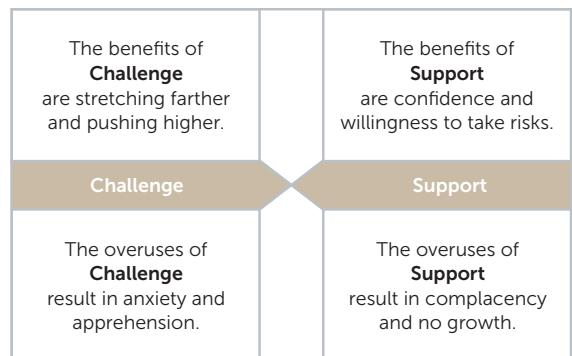 The benefits of
Challenge
are stretching farther
and pushing higher.
The benefits of
Support
are confidence and
willingness to take risks.
Challenge
Support
The overuses of
Challenge
result in anxiety and
apprehension.
The overuses of
Support
result in complacency
and no growth.